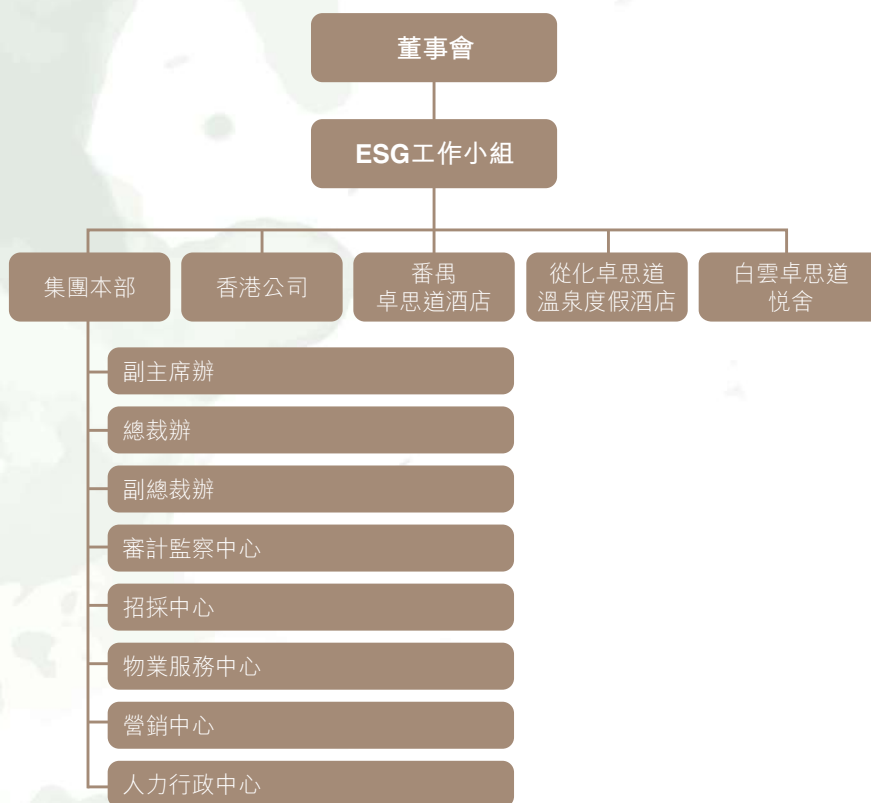 董事會
ESG工作小組
集團本部
香港公司
番禺
卓思道酒店
從化卓思道
溫泉度假酒店
白雲卓思道
悦舍
副主席辦
總裁辦
副總裁辦
審計監察中心
招採中心
物業服務中心
營銷中心
人力行政中心